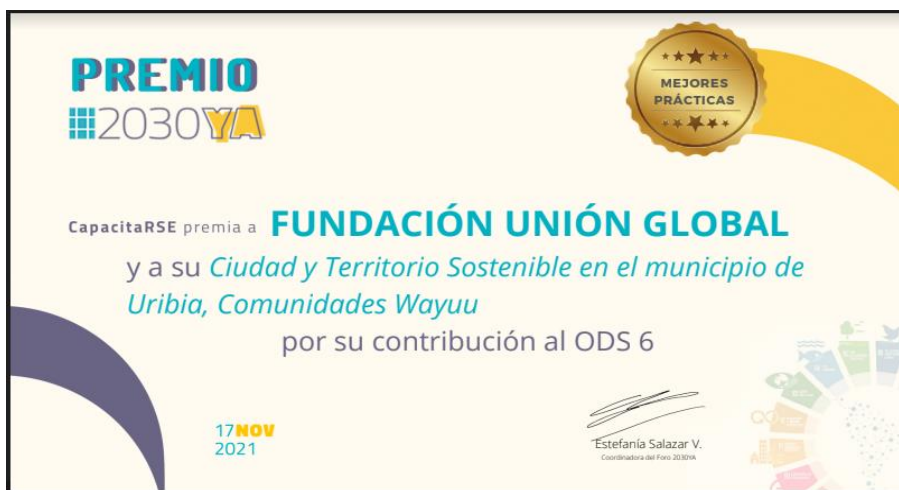 PREMIO
2030YA
MEJORES
PRÁCTICAS
CapacitaRSE premia a FUNDACIÓN UNIÓN GLOBAL
y a su Ciudad y Territorio Sostenible en el municipio de
Uribia, Comunidades Wayuu
por su contribución al ODS 6
17NOV
2021
Estefanía Salazar V.
Coordinadora del Foro 2030YA